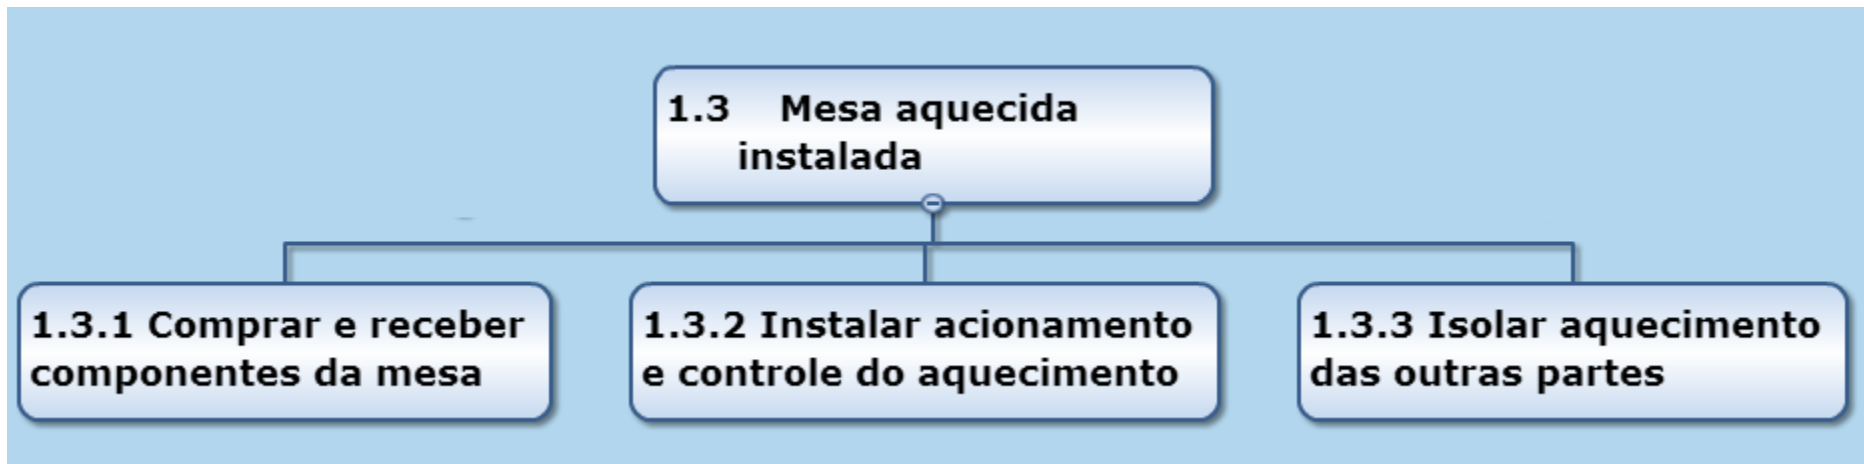 1.3 Mesa aquecida
instalada
1.3.1 Comprar e receber
componentes da mesa
1.3.2 Instalar acionamento
e controle do aquecimento
1.3.3 Isolar aquecimento
das outras partes